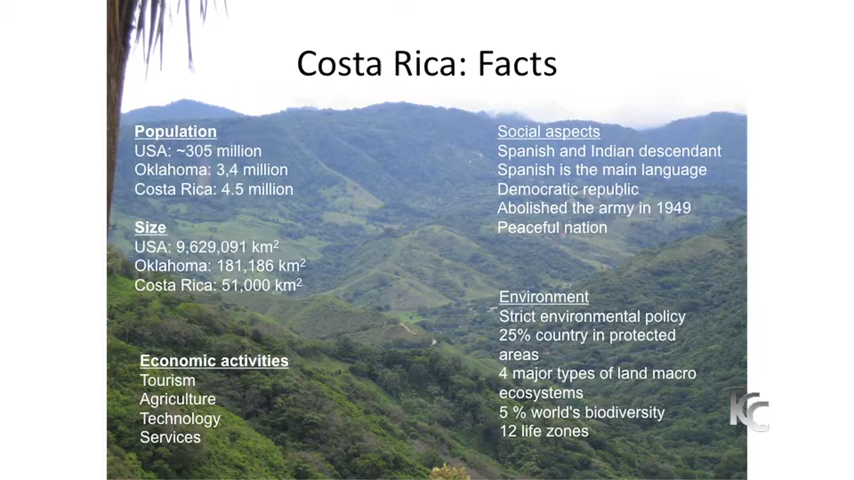 Costa Rica: Facts
Population
USA: ~305 million
Oklahoma: 3,4 million
Costa Rica: 4.5 million
Size
USA: 9,629,091 km²
Oklahoma: 181,186 km²
Costa Rica: 51,000 km²
Economic activities
Tourism
Agriculture
Technology
Services
Social aspects
Spanish and Indian descendant
Spanish is the main language
Democratic republic
Abolished the army in 1949
Peaceful nation
Environment
Strict environmental policy
25% country in protected
areas
4 major types of land macro
ecosystems
5 % world's biodiversity
12 life zones
KC